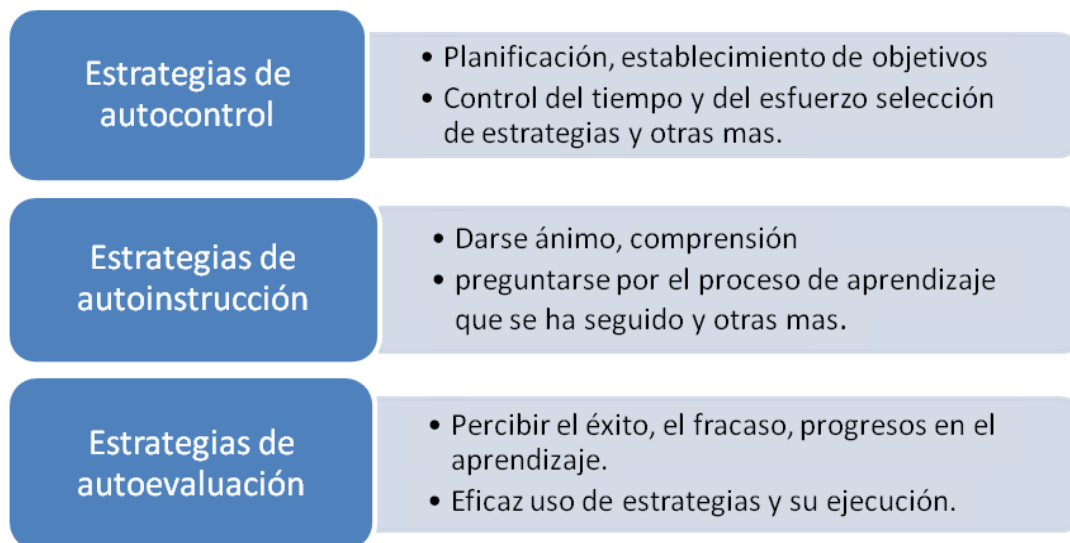 Estrategias de
autocontrol
• Planificación, establecimiento de objetivos
• Control del tiempo y del esfuerzo selección
de estrategias y otras mas.
Estrategias de
autoinstrucción
• Darse ánimo, comprensión
• preguntarse por el proceso de aprendizaje
que se ha seguido y otras mas.
Estrategias de
autoevaluación
• Percibir el éxito, el fracaso, progresos en el
aprendizaje.
• Eficaz uso de estrategias y su ejecución.